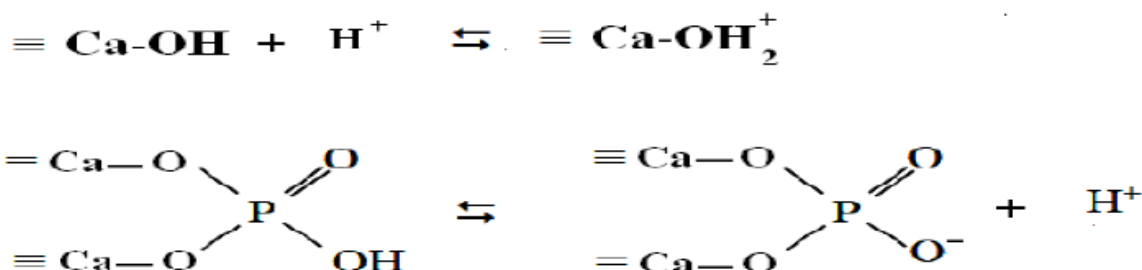 ≡ Ca-OH + H⁺ ⇆ ≡ Ca-OH₂⁺
= Ca—O O ≡ Ca—O O
P ⇆ P + H⁺
≡ Ca—O OH = Ca—O O⁻